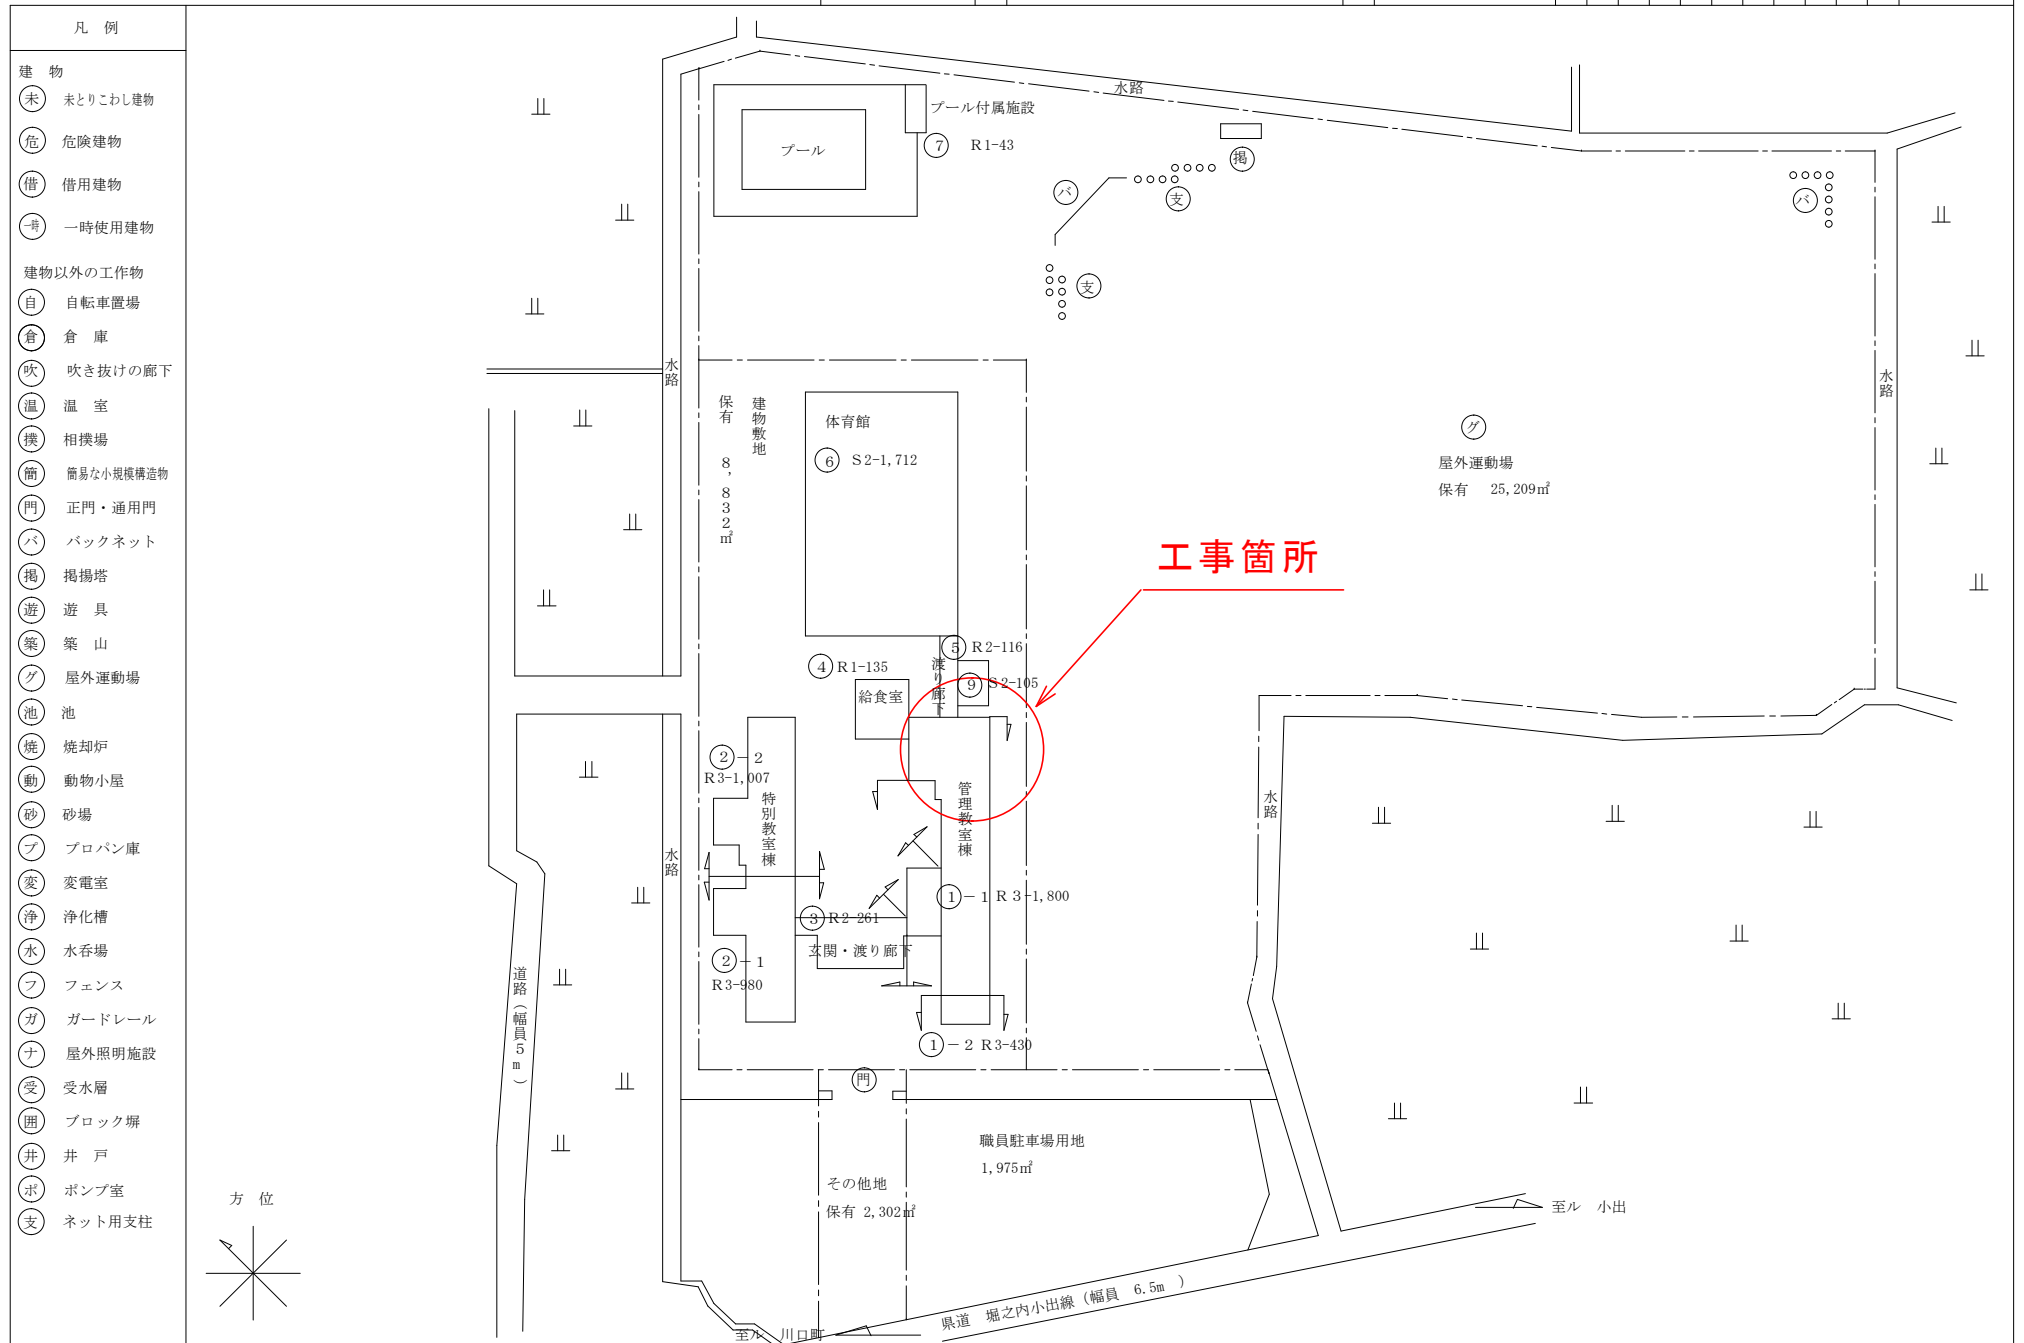 凡 例
建 物
未 未とりこわし建物
危 危険建物
借 借用建物
一時 一時使用建物
建物以外の工作物
自 自転車置場
倉 倉 庫
吹 吹き抜けの廊下
温 温 室
撲 相撲場
簡 簡易な小規模構造物
門 正門・通用門
バ バックネット
掲 掲揚塔
遊 遊 具
築 築 山
グ 屋外運動場
池 池
焼 焼却炉
動 動物小屋
砂 砂場
プ プロパン庫
変 変電室
浄 浄化槽
水 水呑場
フ フェンス
ガ ガードレール
ナ 屋外照明施設
受 受水層
囲 ブロック塀
井 井 戸
ポ ポンプ室
支 ネット用支柱
方 位
水路
プール付属施設
プール
⑦ R1-43
掲
バ
支
バ
支
水路
水路
建物敷地
保有 8,832㎡
体育館
⑥ S2-1,712
グ
屋外運動場
保有 25,209㎡
工事箇所
⑤ R2-116
④ R1-135
渡り廊下
⑨ S2-105
給食室
②-2
R3-1,007
特別教室棟
管理教室棟
水路
水路
①-1 R3-1,800
③ R2-261
玄関・渡り廊下
②-1
R3-980
道路(幅員5m)
①-2 R3-430
門
職員駐車場用地
1,975㎡
その他地
保有 2,302㎡
至ル 小出
県道 堀之内小出線(幅員 6.5m )
至ル 川口町